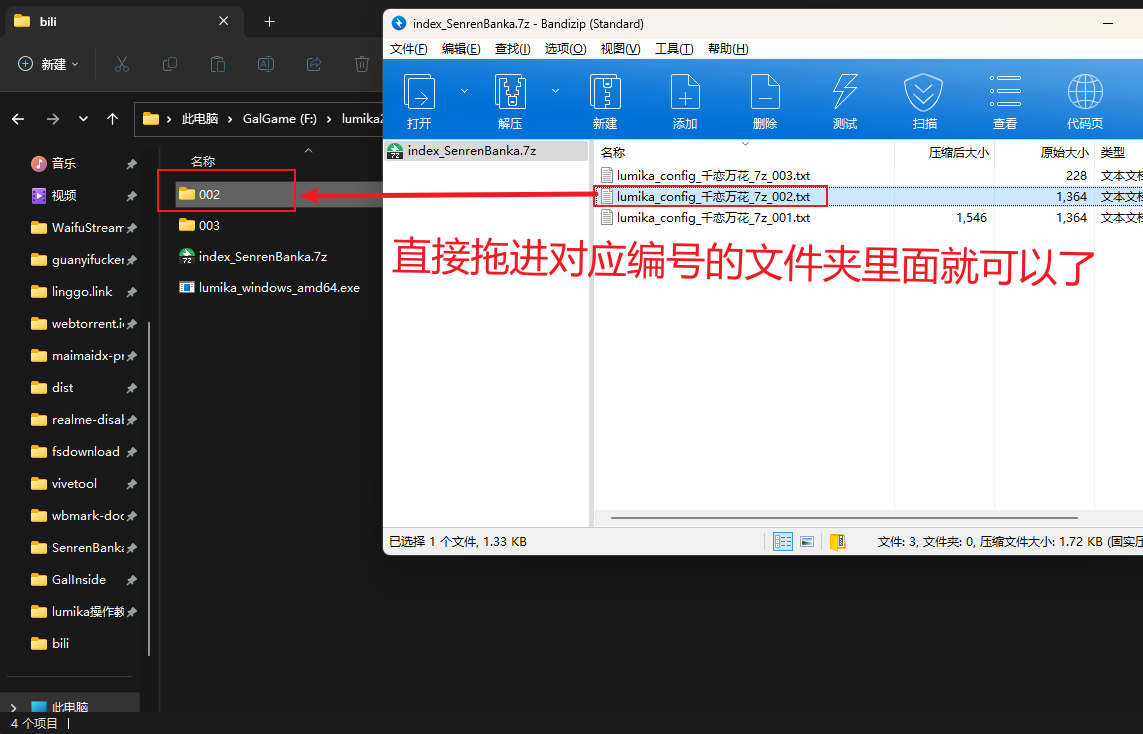 bili
新建
此电脑 › GalGame (F:) › lumika
名称
音乐
视频
WaifuStream
guanyifucker
linggo.link
webtorrent.i
maimaidx-p
dist
realme-disa
fsdownload
vivetool
wbmark-do
SenrenBank
GalInside
lumika操作教
bili
此电脑
002
003
index_SenrenBanka.7z
lumika_windows_amd64.exe
4 个项目
index_SenrenBanka.7z - Bandizip (Standard)
文件(F) 编辑(E) 查找(I) 选项(O) 视图(V) 工具(T) 帮助(H)
打开 解压 新建 添加 删除 测试 扫描 查看 代码页
index_SenrenBanka.7z
名称 压缩后大小 原始大小 类型
lumika_config_千恋万花_7z_003.txt 228 文本文档
lumika_config_千恋万花_7z_002.txt 1,364 文本文档
lumika_config_千恋万花_7z_001.txt 1,546 1,364 文本文档
直接拖进对应编号的文件夹里面就可以了
已选择 1 个文件, 1.33 KB
文件: 3, 文件夹: 0, 压缩文件大小: 1.72 KB (固实压